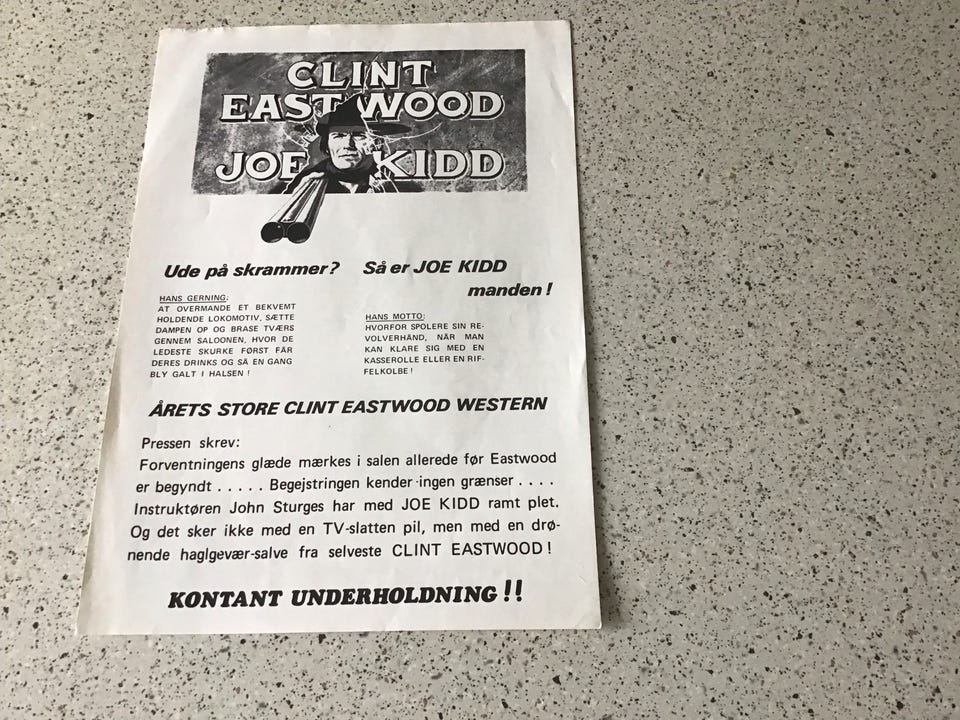 CLINT
EASTWOOD
JOE KIDD
Ude på skrammer? Så er JOE KIDD
manden!
HANS GERNING:
AT OVERMANDE ET BEKVEMT
HOLDENDE LOKOMOTIV, SÆTTE
DAMPEN OP OG BRASE TVÆRS
GENNEM SALOONEN, HVOR DE
LEDESTE SKURKE FØRST FÅR
DERES DRINKS OG SÅ EN GANG
BLY GALT I HALSEN!
HANS MOTTO:
HVORFOR SPOLERE SIN RE-
VOLVERHÅND, NÅR MAN
KAN KLARE SIG MED EN
KASSEROLLE ELLER EN RIF-
FELKOLBE!
ÅRETS STORE CLINT EASTWOOD WESTERN
Pressen skrev:
Forventningens glæde mærkes i salen allerede før Eastwood
er begyndt . . . . . Begejstringen kender ingen grænser . . . .
Instruktøren John Sturges har med JOE KIDD ramt plet.
Og det sker ikke med en TV-slatten pil, men med en drø-
nende haglgevær-salve fra selveste CLINT EASTWOOD!
KONTANT UNDERHOLDNING!!